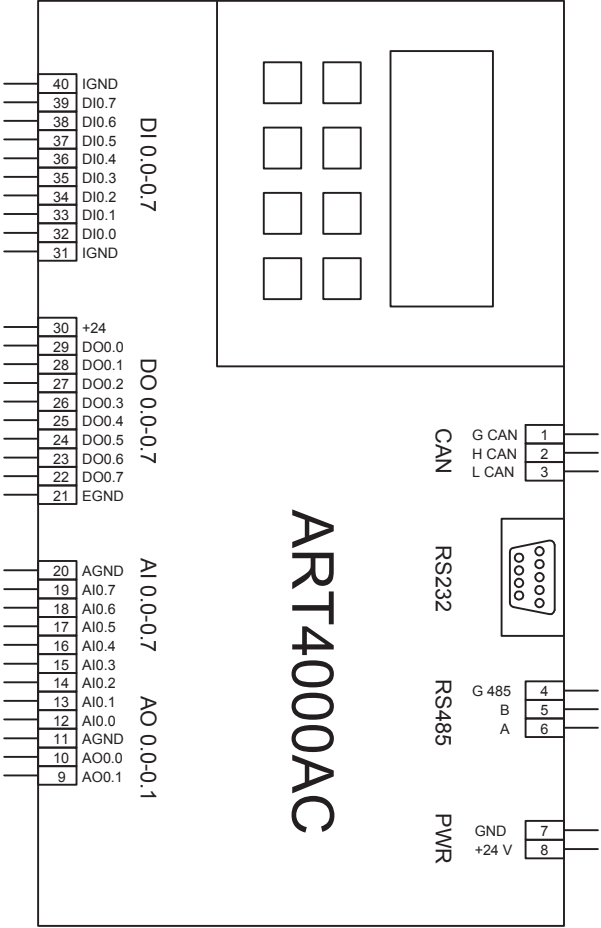 40 IGND
39 DI0.7
38 DI0.6
37 DI0.5
36 DI0.4
35 DI0.3
34 DI0.2
33 DI0.1
32 DI0.0
31 IGND
DI 0.0-0.7
30 +24
29 DO0.0
28 DO0.1
27 DO0.2
26 DO0.3
25 DO0.4
24 DO0.5
23 DO0.6
22 DO0.7
21 EGND
DO 0.0-0.7
20 AGND
19 AI0.7
18 AI0.6
17 AI0.5
16 AI0.4
15 AI0.3
14 AI0.2
13 AI0.1
12 AI0.0
11 AGND
10 AO0.0
9 AO0.1
AI 0.0-0.7
AO 0.0-0.1
ART4000AC
CAN
G CAN 1
H CAN 2
L CAN 3
RS232
RS485
G 485 4
B 5
A 6
PWR
GND 7
+24 V 8